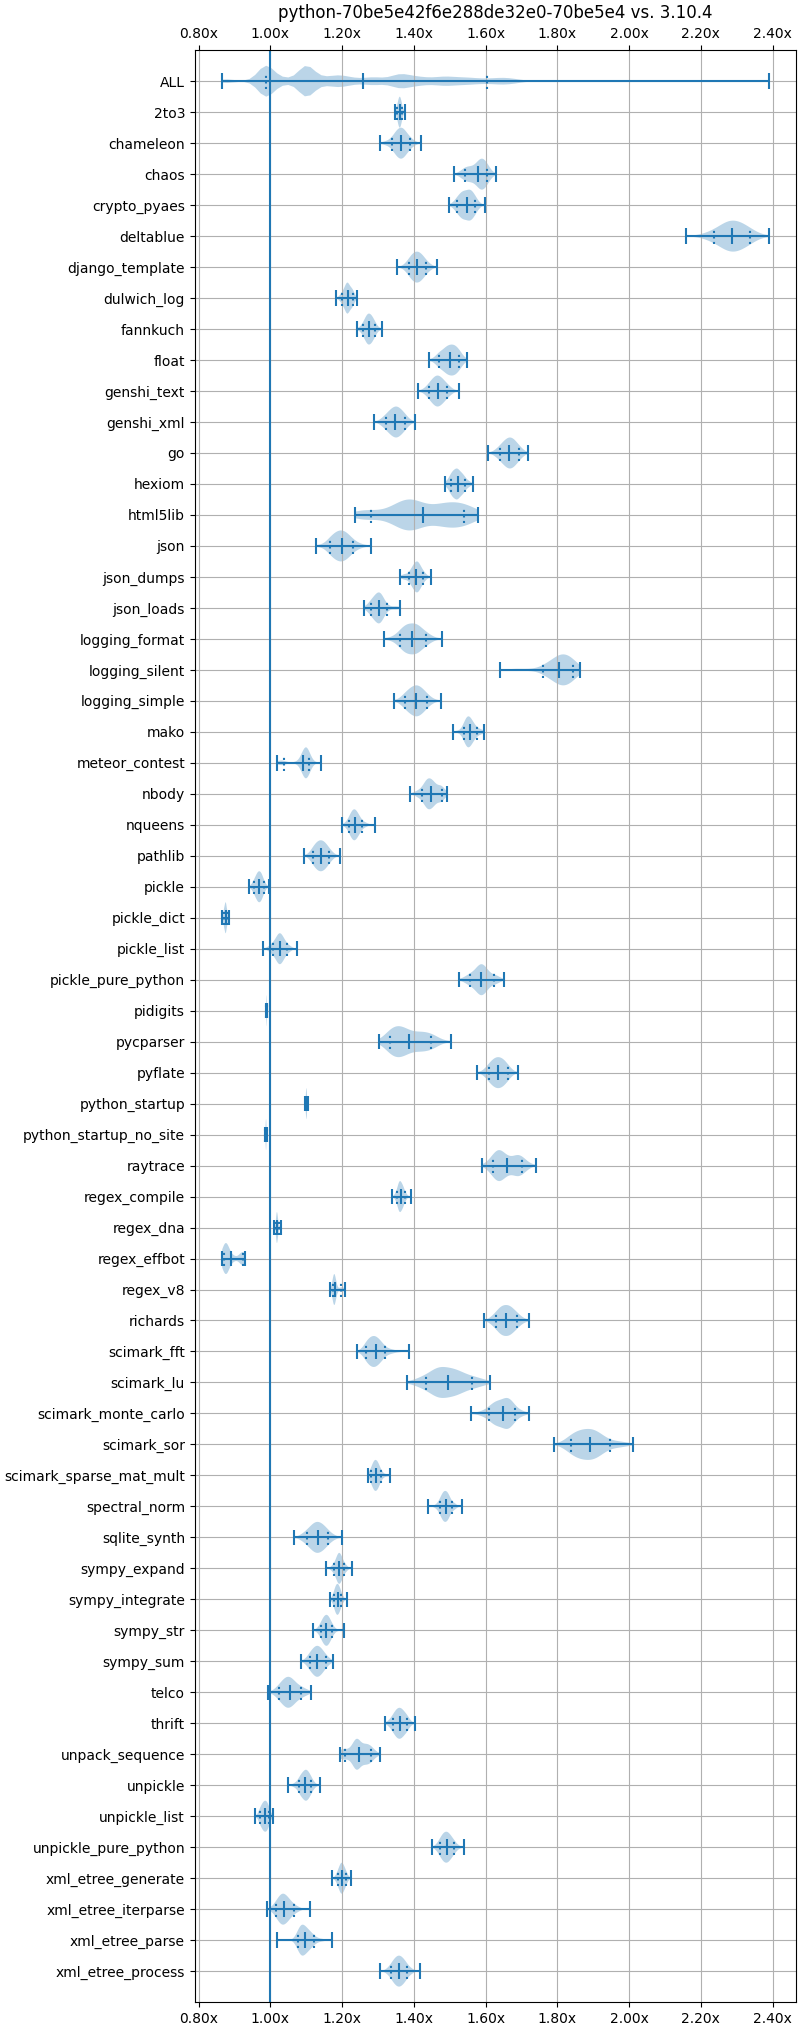 python-70be5e42f6e288de32e0-70be5e4 vs. 3.10.4
0.80x 1.00x 1.20x 1.40x 1.60x 1.80x 2.00x 2.20x 2.40x
ALL
2to3
chameleon
chaos
crypto_pyaes
deltablue
django_template
dulwich_log
fannkuch
float
genshi_text
genshi_xml
go
hexiom
html5lib
json
json_dumps
json_loads
logging_format
logging_silent
logging_simple
mako
meteor_contest
nbody
nqueens
pathlib
pickle
pickle_dict
pickle_list
pickle_pure_python
pidigits
pycparser
pyflate
python_startup
python_startup_no_site
raytrace
regex_compile
regex_dna
regex_effbot
regex_v8
richards
scimark_fft
scimark_lu
scimark_monte_carlo
scimark_sor
scimark_sparse_mat_mult
spectral_norm
sqlite_synth
sympy_expand
sympy_integrate
sympy_str
sympy_sum
telco
thrift
unpack_sequence
unpickle
unpickle_list
unpickle_pure_python
xml_etree_generate
xml_etree_iterparse
xml_etree_parse
xml_etree_process
0.80x 1.00x 1.20x 1.40x 1.60x 1.80x 2.00x 2.20x 2.40x